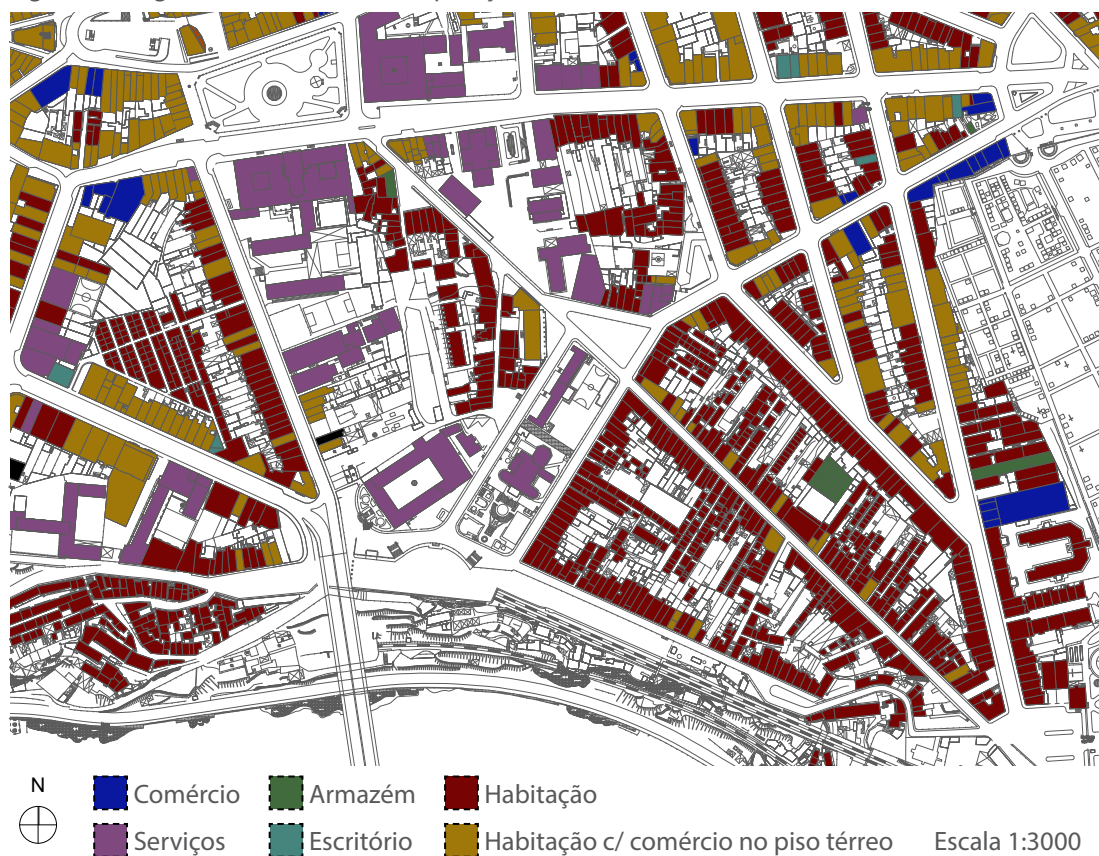 N
Comércio
Armazém
Habitação
Serviços
Escritório
Habitação c/ comércio no piso térreo
Escala 1:3000